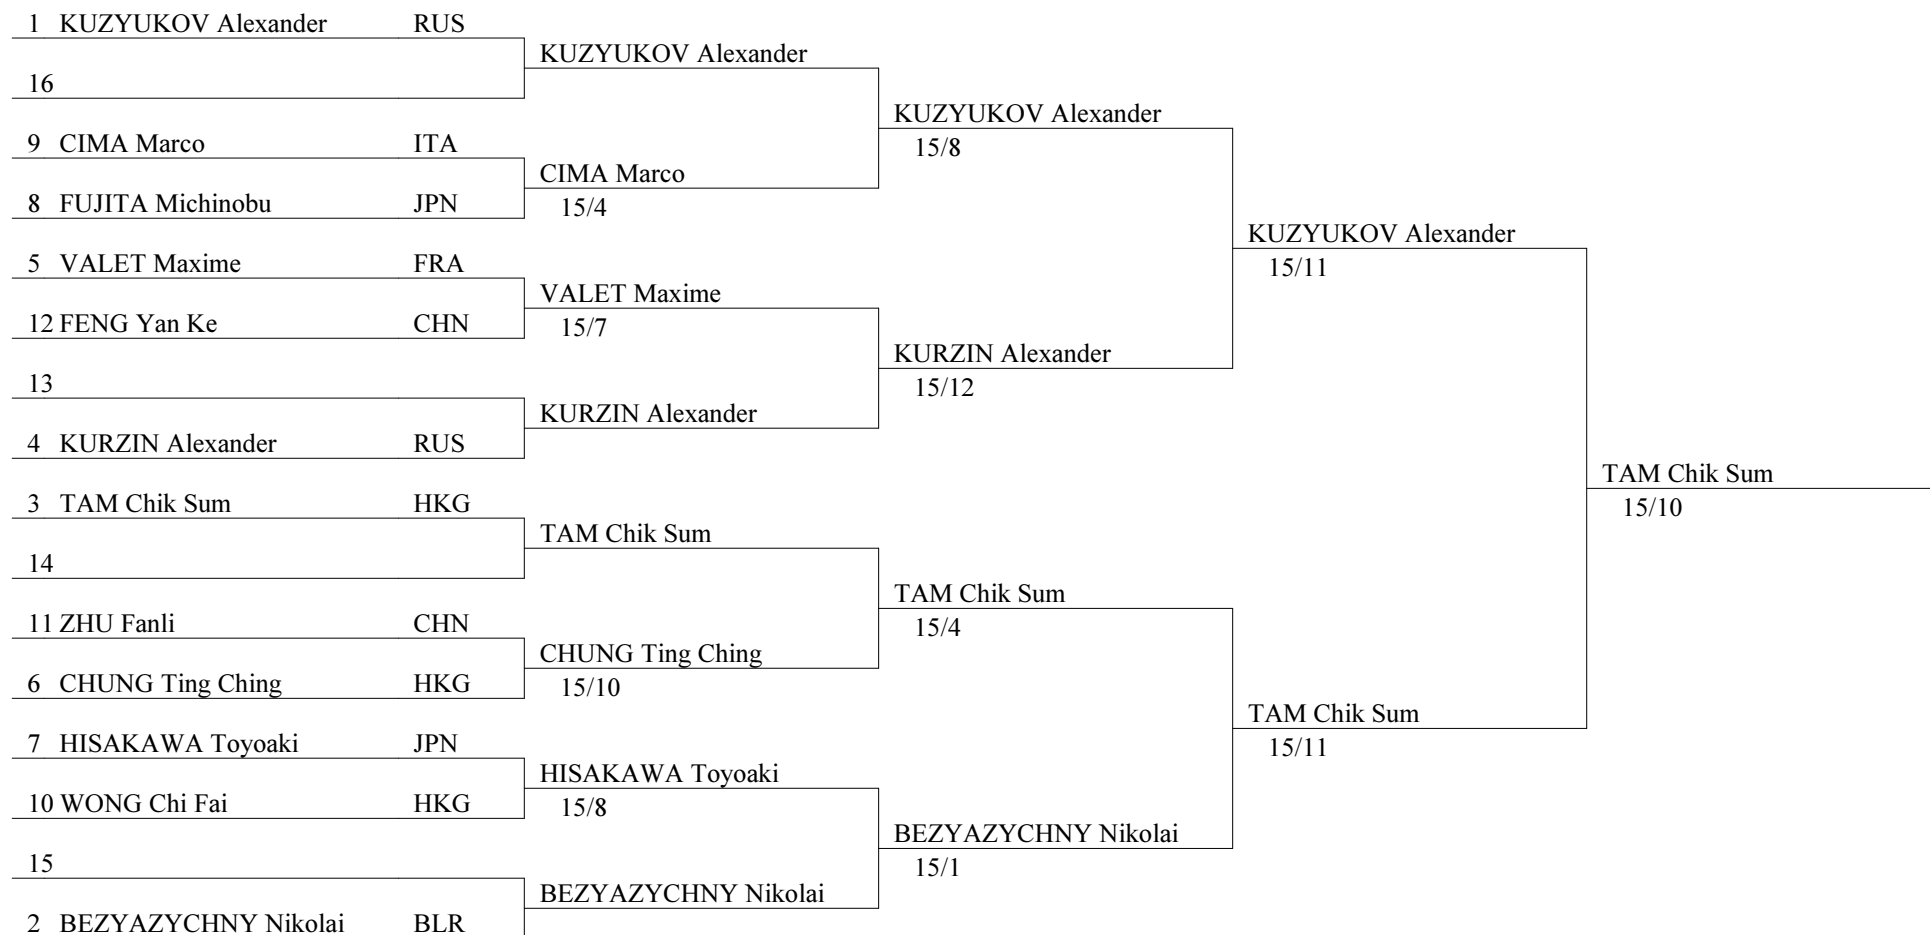 1 KUZYUKOV Alexander RUS
KUZYUKOV Alexander
16
KUZYUKOV Alexander
15/8
9 CIMA Marco ITA
CIMA Marco
15/4
8 FUJITA Michinobu JPN
KUZYUKOV Alexander
15/11
5 VALET Maxime FRA
VALET Maxime
15/7
12 FENG Yan Ke CHN
KURZIN Alexander
15/12
13
KURZIN Alexander
4 KURZIN Alexander RUS
TAM Chik Sum
15/10
3 TAM Chik Sum HKG
TAM Chik Sum
14
TAM Chik Sum
15/4
11 ZHU Fanli CHN
CHUNG Ting Ching
15/10
6 CHUNG Ting Ching HKG
TAM Chik Sum
15/11
7 HISAKAWA Toyoaki JPN
HISAKAWA Toyoaki
15/8
10 WONG Chi Fai HKG
BEZYAZYCHNY Nikolai
15/1
15
BEZYAZYCHNY Nikolai
2 BEZYAZYCHNY Nikolai BLR